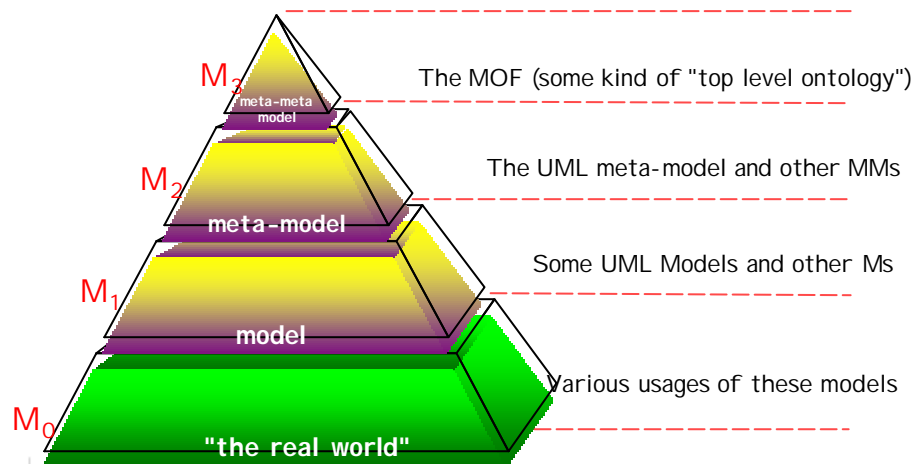 M3
meta-meta
model
The MOF (some kind of "top level ontology")
M2
meta-model
The UML meta-model and other MMs
M1
model
Some UML Models and other Ms
M0
"the real world"
Various usages of these models